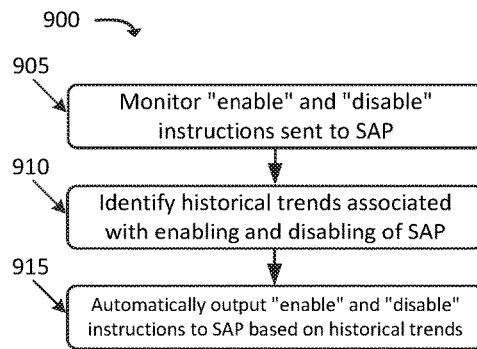 900
905
Monitor "enable" and "disable"
instructions sent to SAP
910
Identify historical trends associated
with enabling and disabling of SAP
915
Automatically output "enable" and "disable"
instructions to SAP based on historical trends